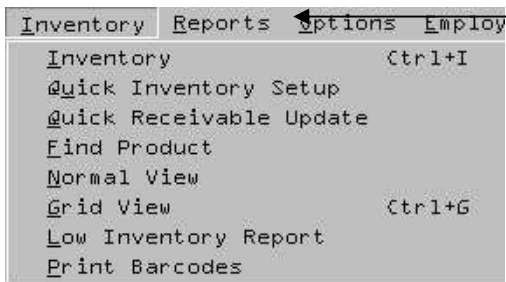 Inventory Reports Options Employ
Inventory Ctrl+I
Quick Inventory Setup
Quick Receivable Update
Find Product
Normal View
Grid View Ctrl+G
Low Inventory Report
Print Barcodes